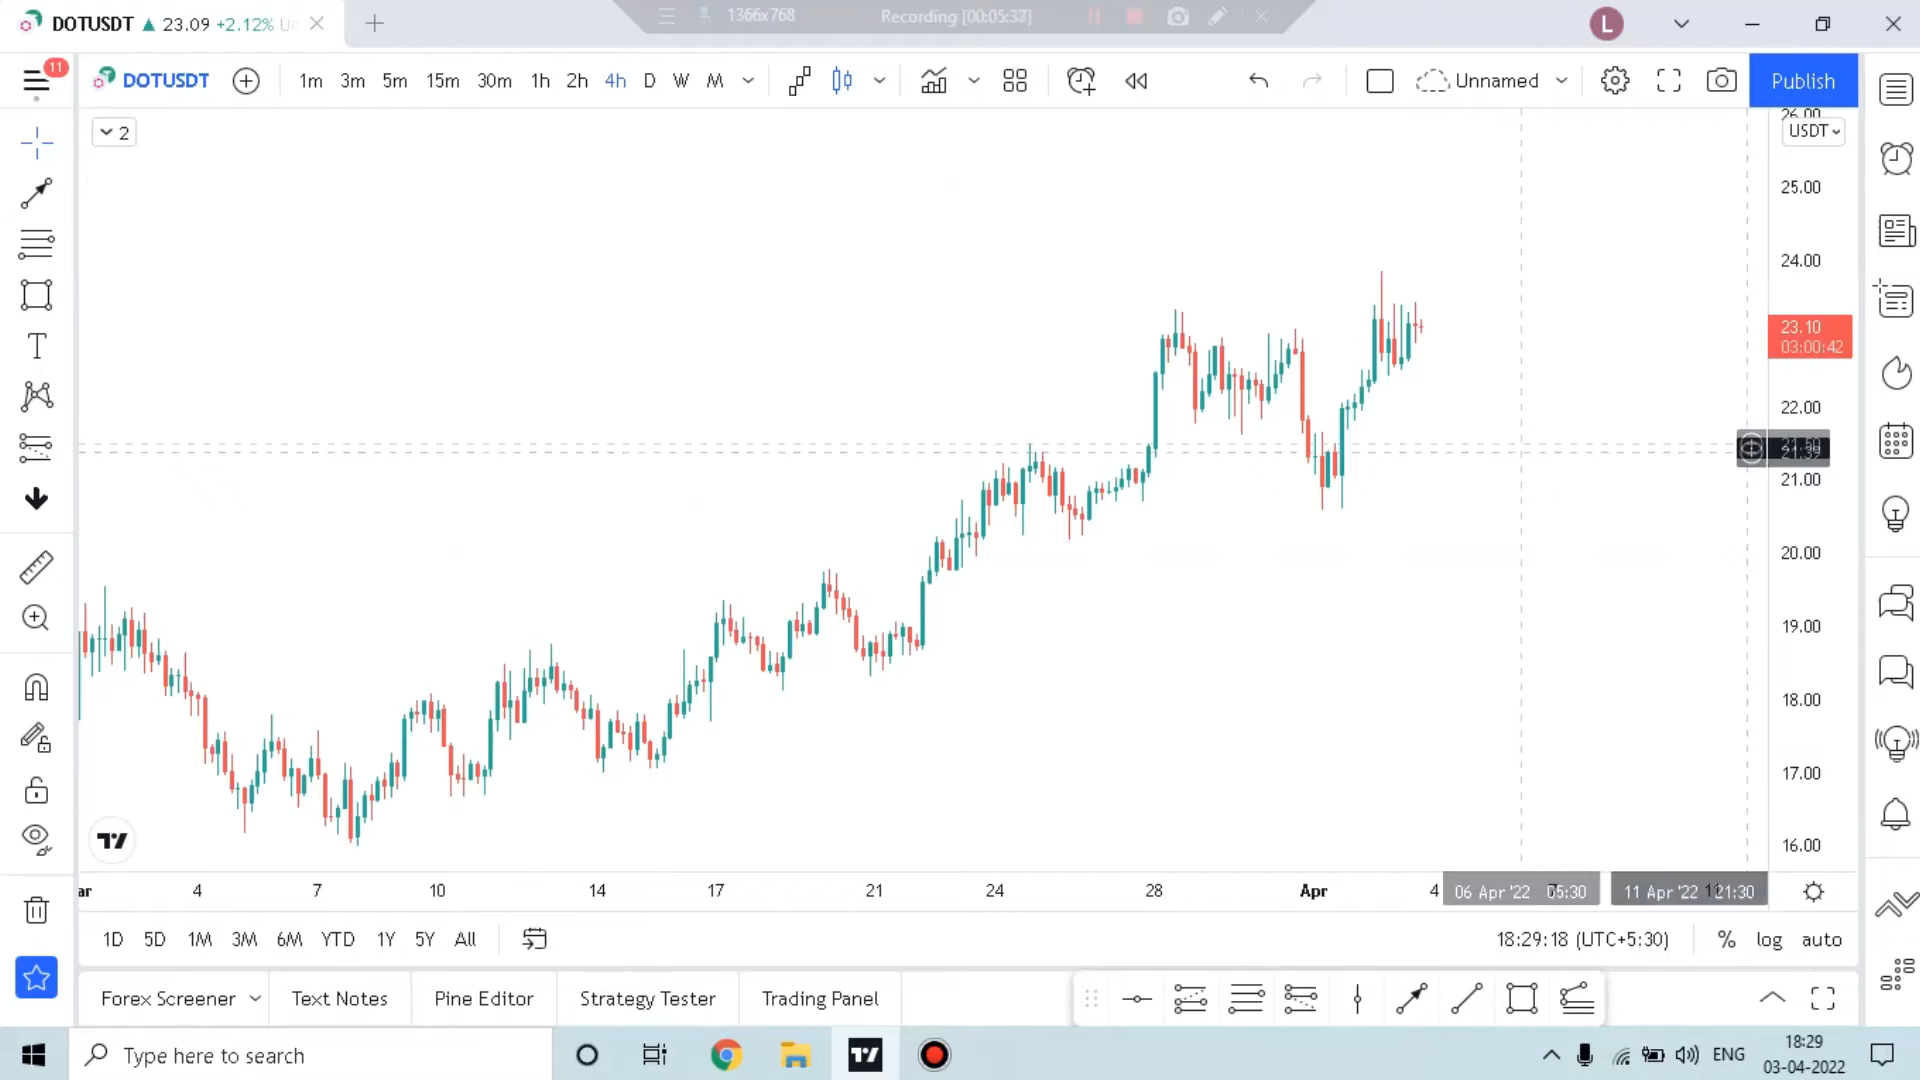 DOTUSDT ▲ 23.09 +2.12%
1366x768 Recording [00:05:37]
L
11
DOTUSDT 1m 3m 5m 15m 30m 1h 2h 4h D W M
Unnamed
Publish
2
26.00
USDT
25.00
24.00
23.10
03:00:42
22.00
21.00
20.00
19.00
18.00
17.00
16.00
4 7 10 14 17 21 24 28 Apr 4 06 Apr '22 05:30 11 Apr '22 21:30
1D 5D 1M 3M 6M YTD 1Y 5Y All
18:29:18 (UTC+5:30) % log auto
Forex Screener Text Notes Pine Editor Strategy Tester Trading Panel
Type here to search
ENG
18:29
03-04-2022